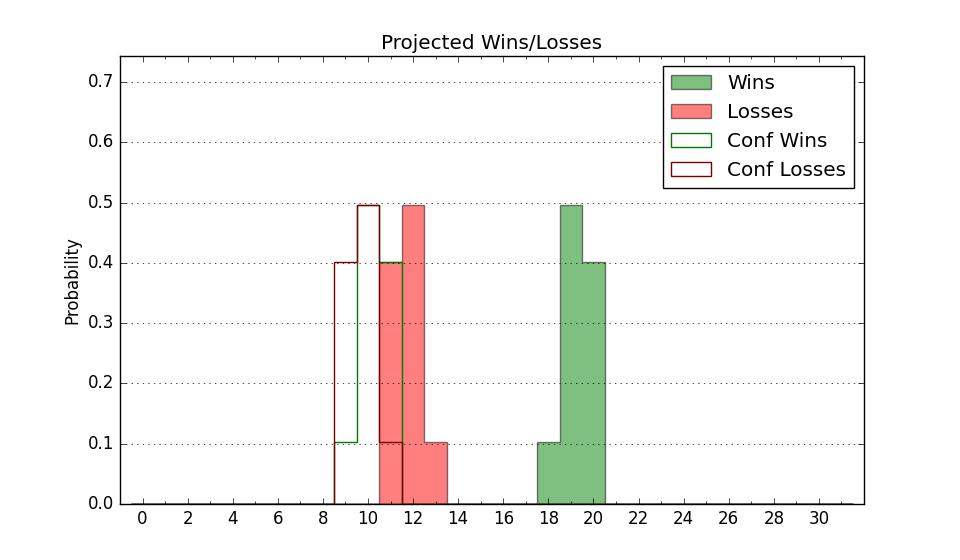 Projected Wins/Losses
0.7
0.6
0.5
0.4
0.3
0.2
0.1
0.0
Probability
Wins
Losses
Conf Wins
Conf Losses
0 2 4 6 8 10 12 14 16 18 20 22 24 26 28 30